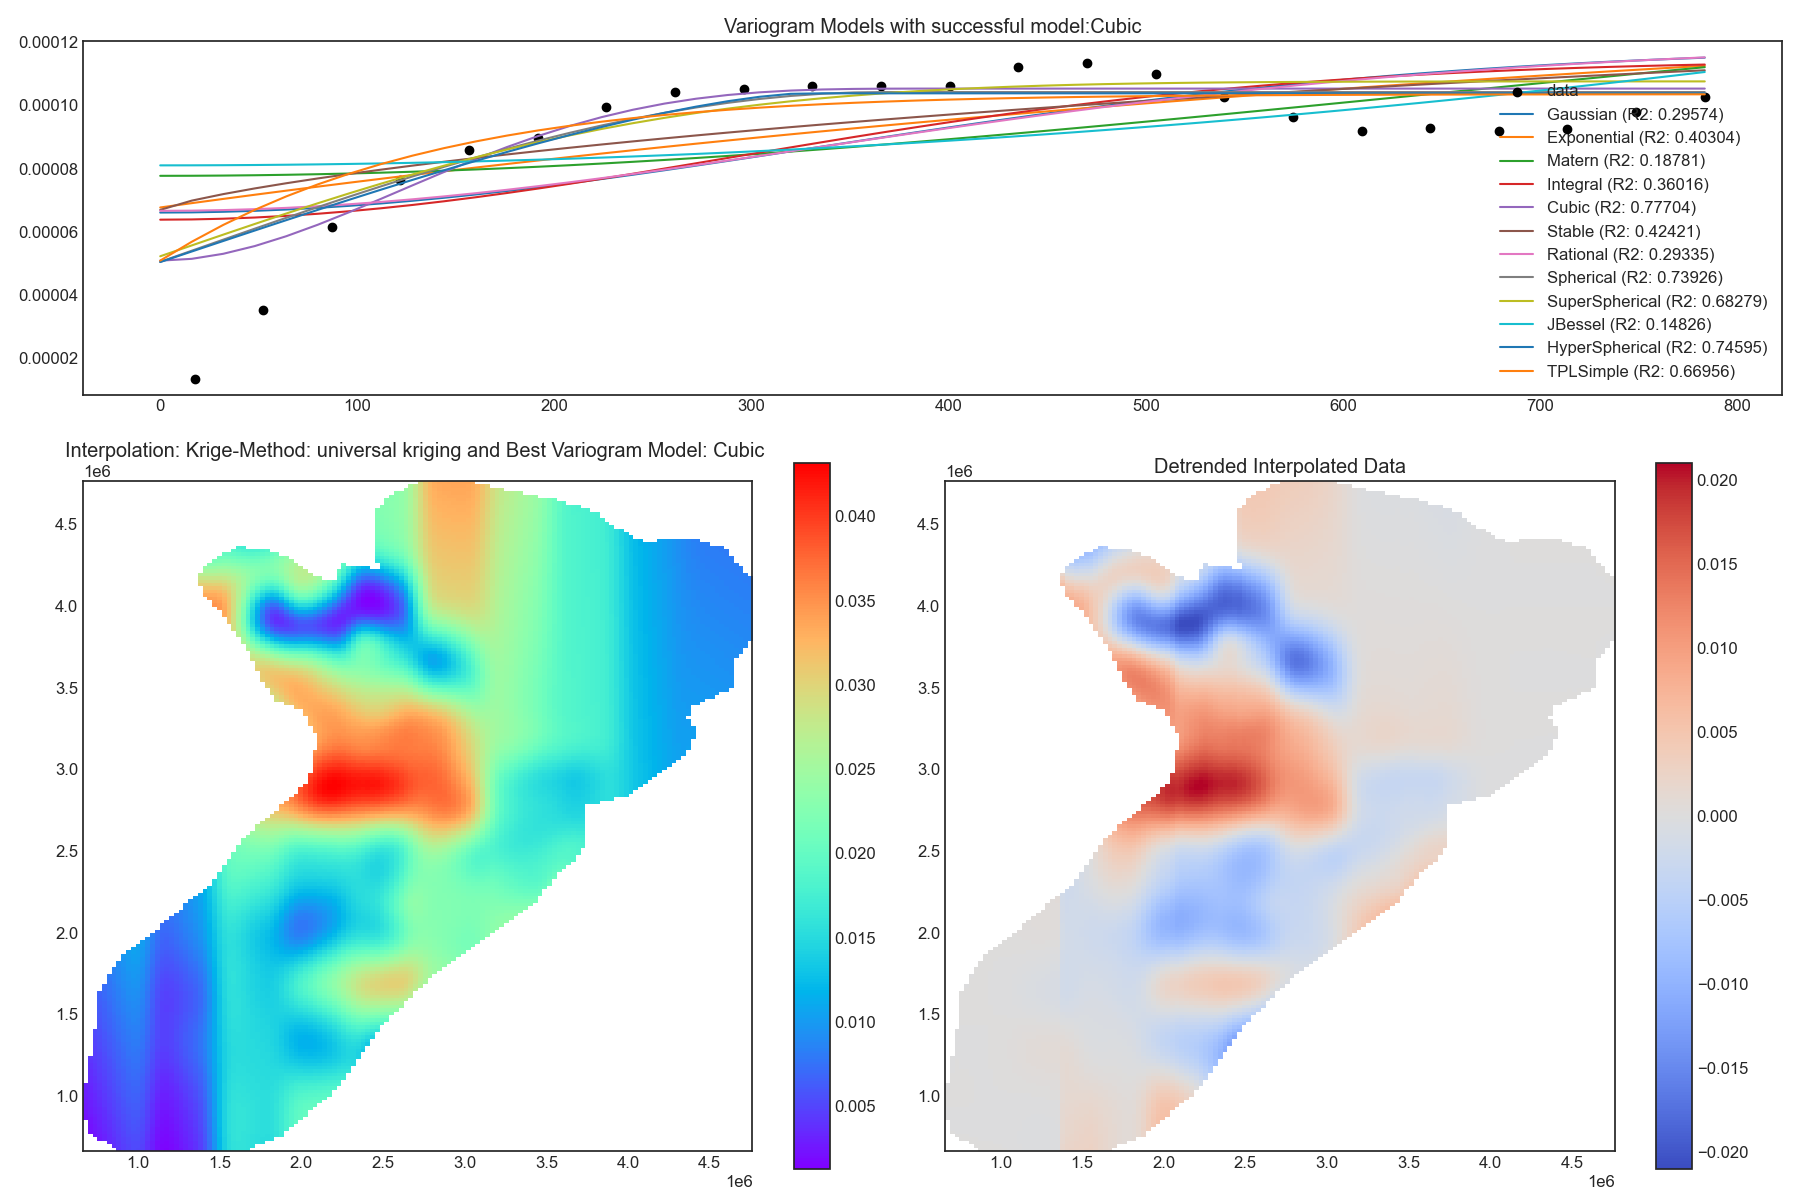 Variogram Models with successful model:Cubic
0.00012
0.00010
0.00008
0.00006
0.00004
0.00002
0 100 200 300 400 500 600 700 800
data
Gaussian (R2: 0.29574)
Exponential (R2: 0.40304)
Matern (R2: 0.18781)
Integral (R2: 0.36016)
Cubic (R2: 0.77704)
Stable (R2: 0.42421)
Rational (R2: 0.29335)
Spherical (R2: 0.73926)
SuperSpherical (R2: 0.68279)
JBessel (R2: 0.14826)
HyperSpherical (R2: 0.74595)
TPLSimple (R2: 0.66956)
Interpolation: Krige-Method: universal kriging and Best Variogram Model: Cubic
1e6
4.5
4.0
3.5
3.0
2.5
2.0
1.5
1.0
1.0 1.5 2.0 2.5 3.0 3.5 4.0 4.5
1e6
0.040
0.035
0.030
0.025
0.020
0.015
0.010
0.005
Detrended Interpolated Data
1e6
4.5
4.0
3.5
3.0
2.5
2.0
1.5
1.0
1.0 1.5 2.0 2.5 3.0 3.5 4.0 4.5
1e6
0.020
0.015
0.010
0.005
0.000
−0.005
−0.010
−0.015
−0.020